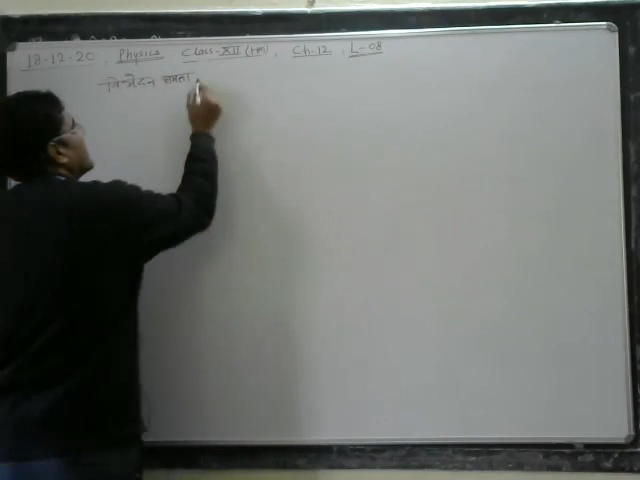 18-12-20, Physics Class-XII (HM), Ch-12, L-08
विभेदन क्षमता